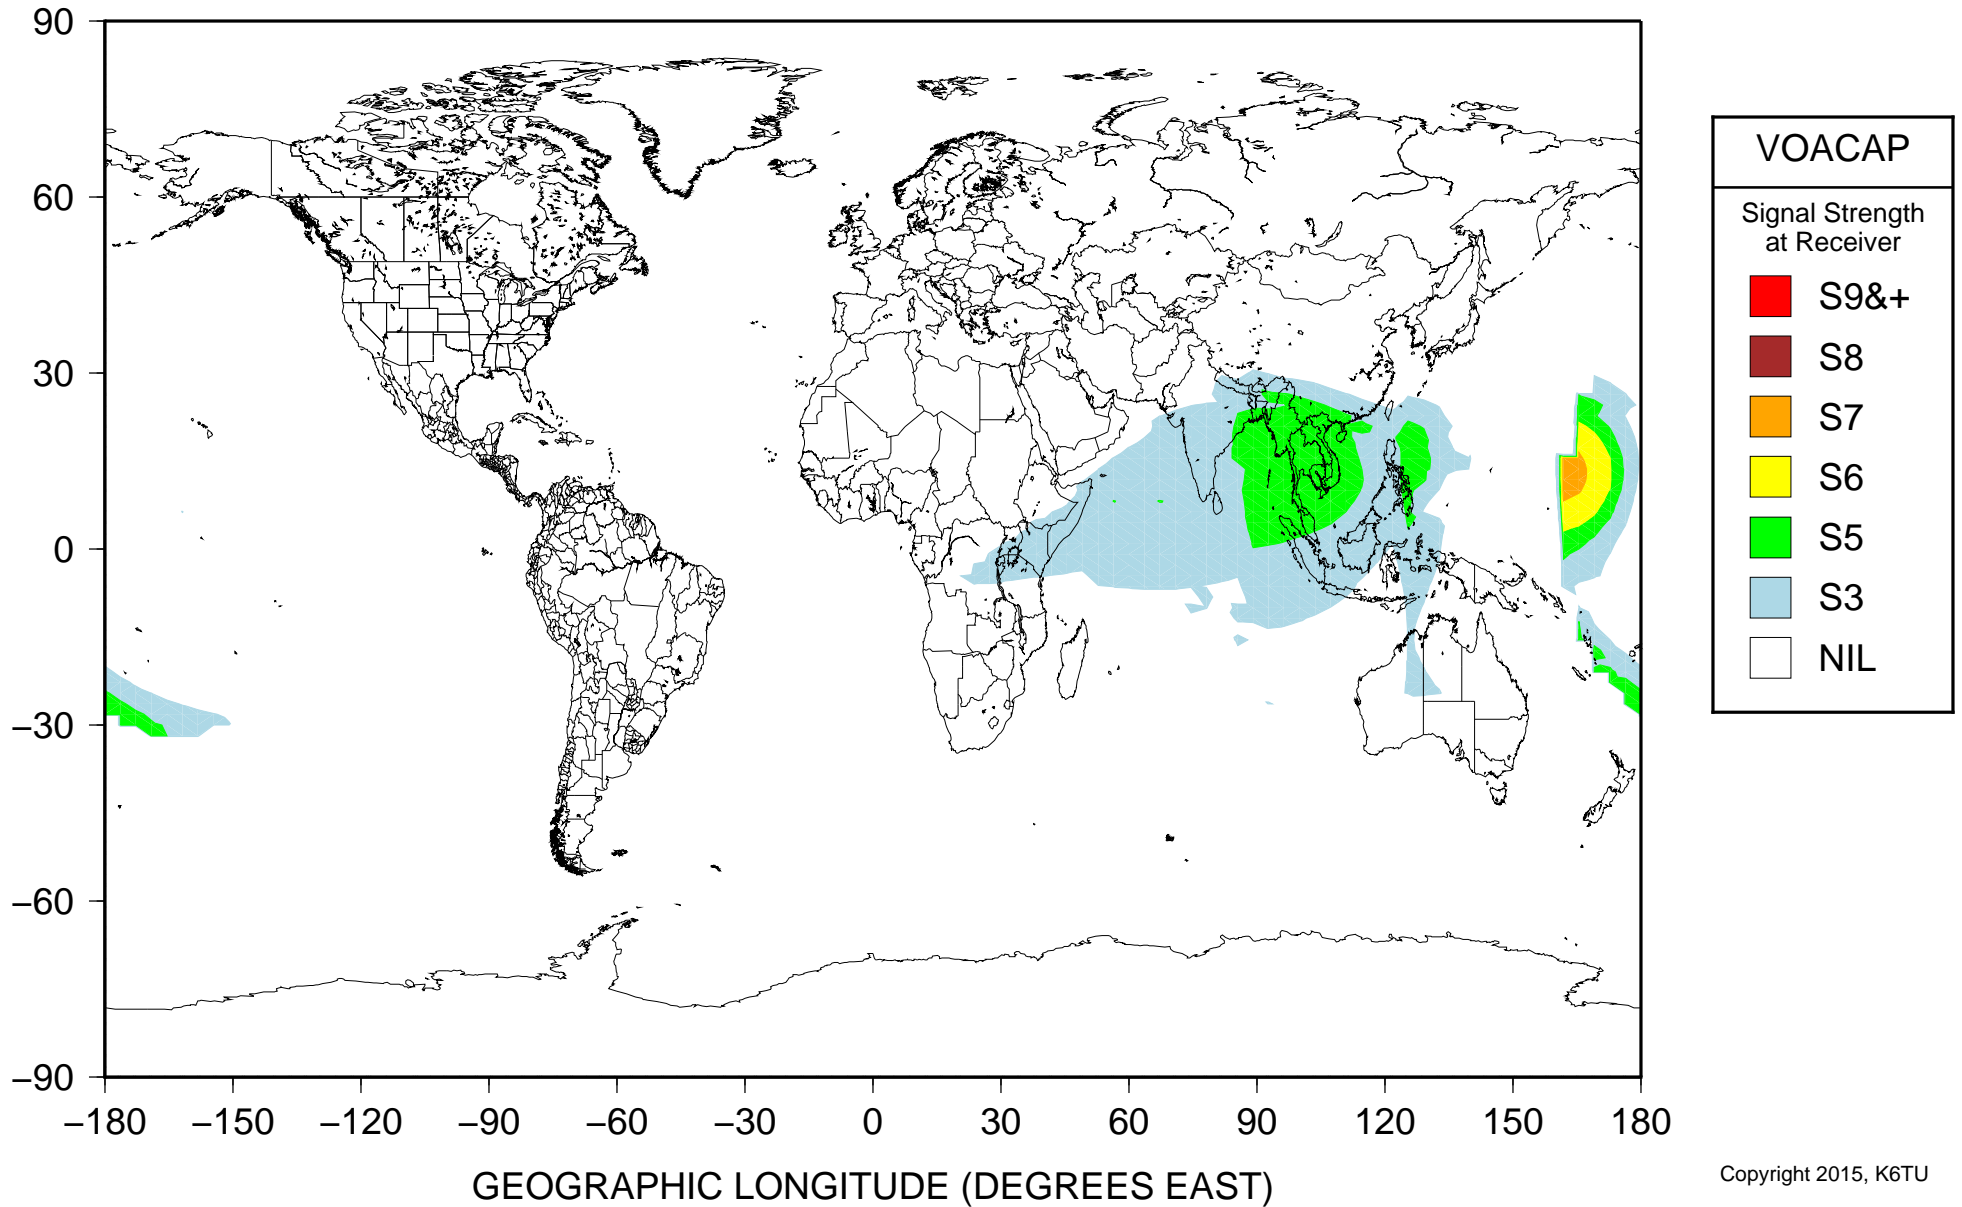 90
60
30
0
−30
−60
−90
−180 −150 −120 −90 −60 −30 0 30 60 90 120 150 180
GEOGRAPHIC LONGITUDE (DEGREES EAST)
VOACAP
Signal Strength
at Receiver
S9&+
S8
S7
S6
S5
S3
NIL
Copyright 2015, K6TU